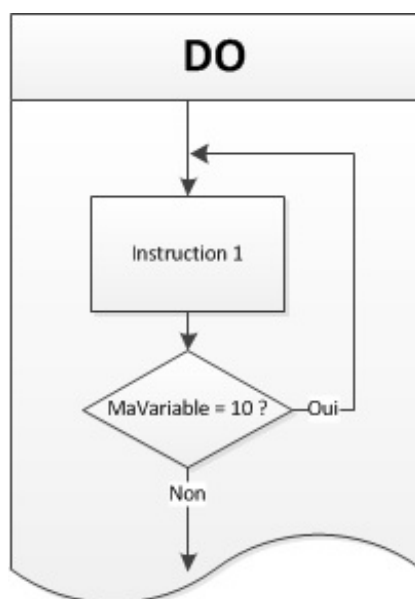 DO
Instruction 1
MaVariable = 10 ?
Oui
Non